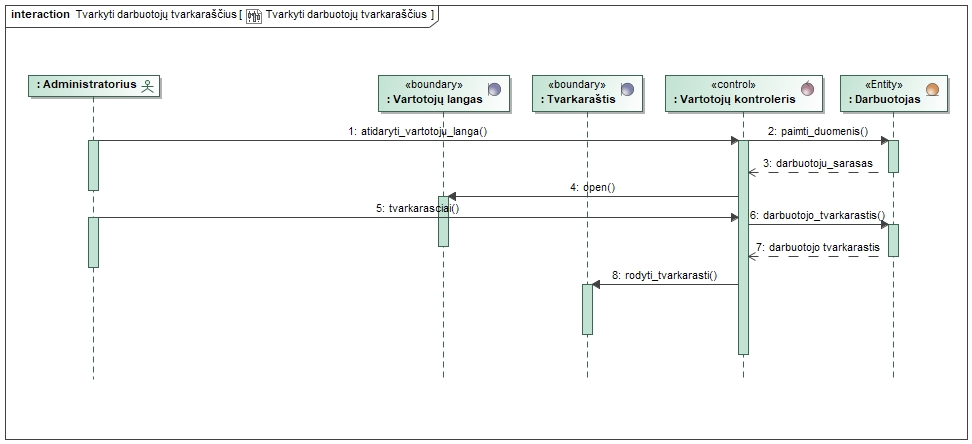 interaction Tvarkyti darbuotojų tvarkaraščius [ Tvarkyti darbuotojų tvarkaraščius ]
: Administratorius
«boundary»
: Vartotojų langas
«boundary»
: Tvarkaraštis
«control»
: Vartotojų kontroleris
«Entity»
: Darbuotojas
1: atidaryti_vartotoju_langa()
2: paimti_duomenis()
3: darbuotoju_sarasas
4: open()
5: tvarkarasciai()
6: darbuotojo_tvarkarastis()
7: darbuotojo tvarkarastis
8: rodyti_tvarkarasti()